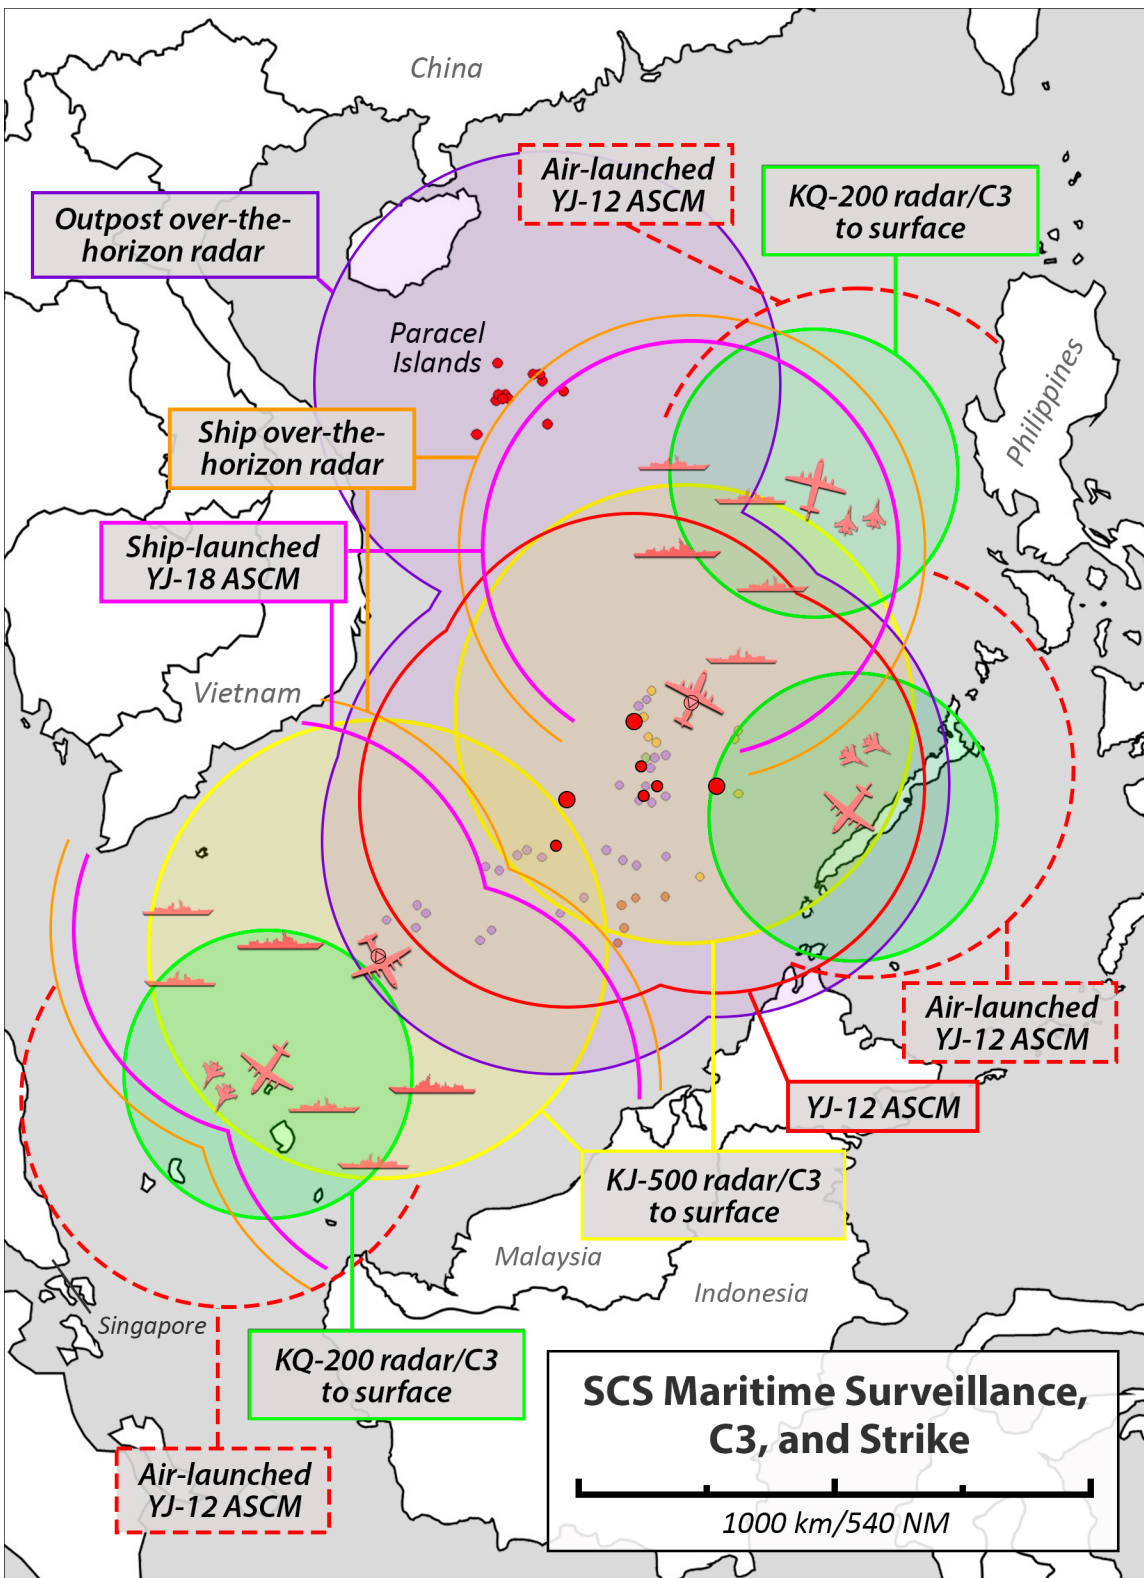 China
Air-launched
YJ-12 ASCM
KQ-200 radar/C3
to surface
Outpost over-the-
horizon radar
Paracel
Islands
Philippines
Ship over-the-
horizon radar
Ship-launched
YJ-18 ASCM
Vietnam
Air-launched
YJ-12 ASCM
YJ-12 ASCM
KJ-500 radar/C3
to surface
Malaysia
Indonesia
Singapore
KQ-200 radar/C3
to surface
Air-launched
YJ-12 ASCM
SCS Maritime Surveillance,
C3, and Strike
1000 km/540 NM